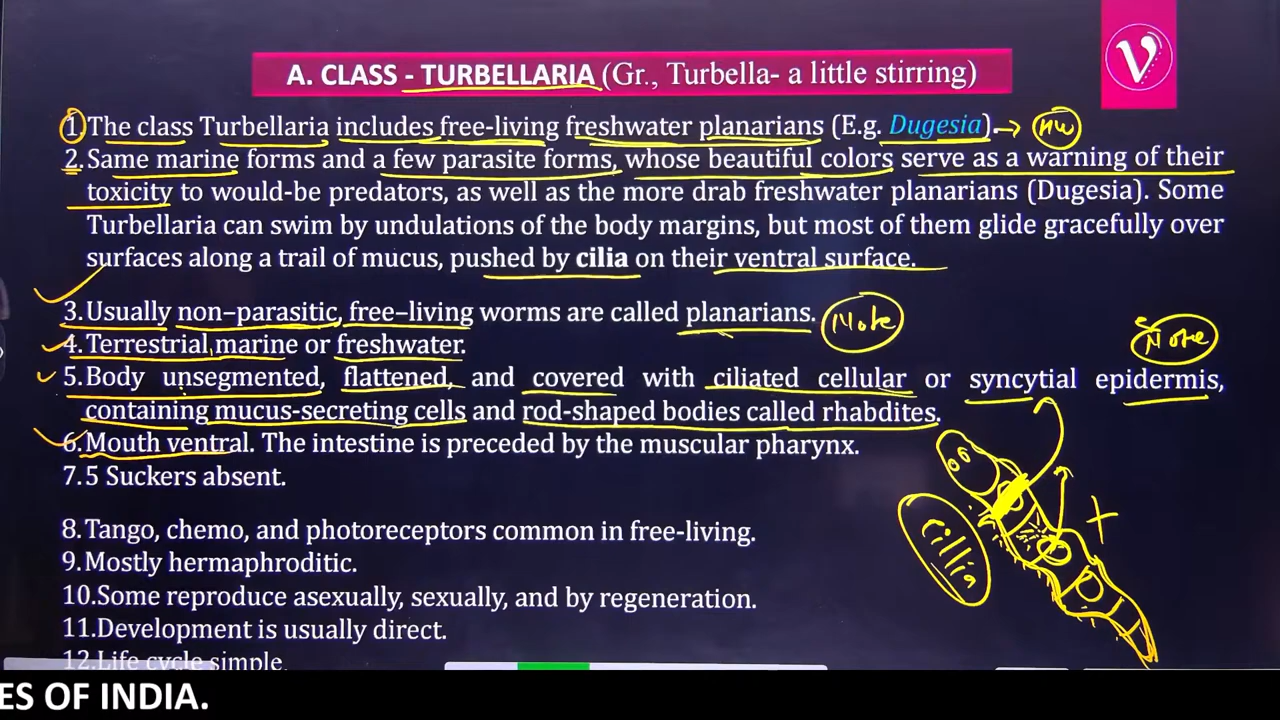 A. CLASS - TURBELLARIA (Gr., Turbella- a little stirring)
V
1. The class Turbellaria includes free-living freshwater planarians (E.g. Dugesia). → HW
2. Same marine forms and a few parasite forms, whose beautiful colors serve as a warning of their
toxicity to would-be predators, as well as the more drab freshwater planarians (Dugesia). Some
Turbellaria can swim by undulations of the body margins, but most of them glide gracefully over
surfaces along a trail of mucus, pushed by cilia on their ventral surface.
3. Usually non–parasitic, free–living worms are called planarians. Note
4. Terrestrial, marine or freshwater. Note
5. Body unsegmented, flattened, and covered with ciliated cellular or syncytial epidermis,
containing mucus-secreting cells and rod-shaped bodies called rhabdites.
6. Mouth ventral. The intestine is preceded by the muscular pharynx.
7.5 Suckers absent.
cillia
8. Tango, chemo, and photoreceptors common in free-living.
9. Mostly hermaphroditic.
10. Some reproduce asexually, sexually, and by regeneration.
11. Development is usually direct.
12. Life cycle simple.
ES OF INDIA.